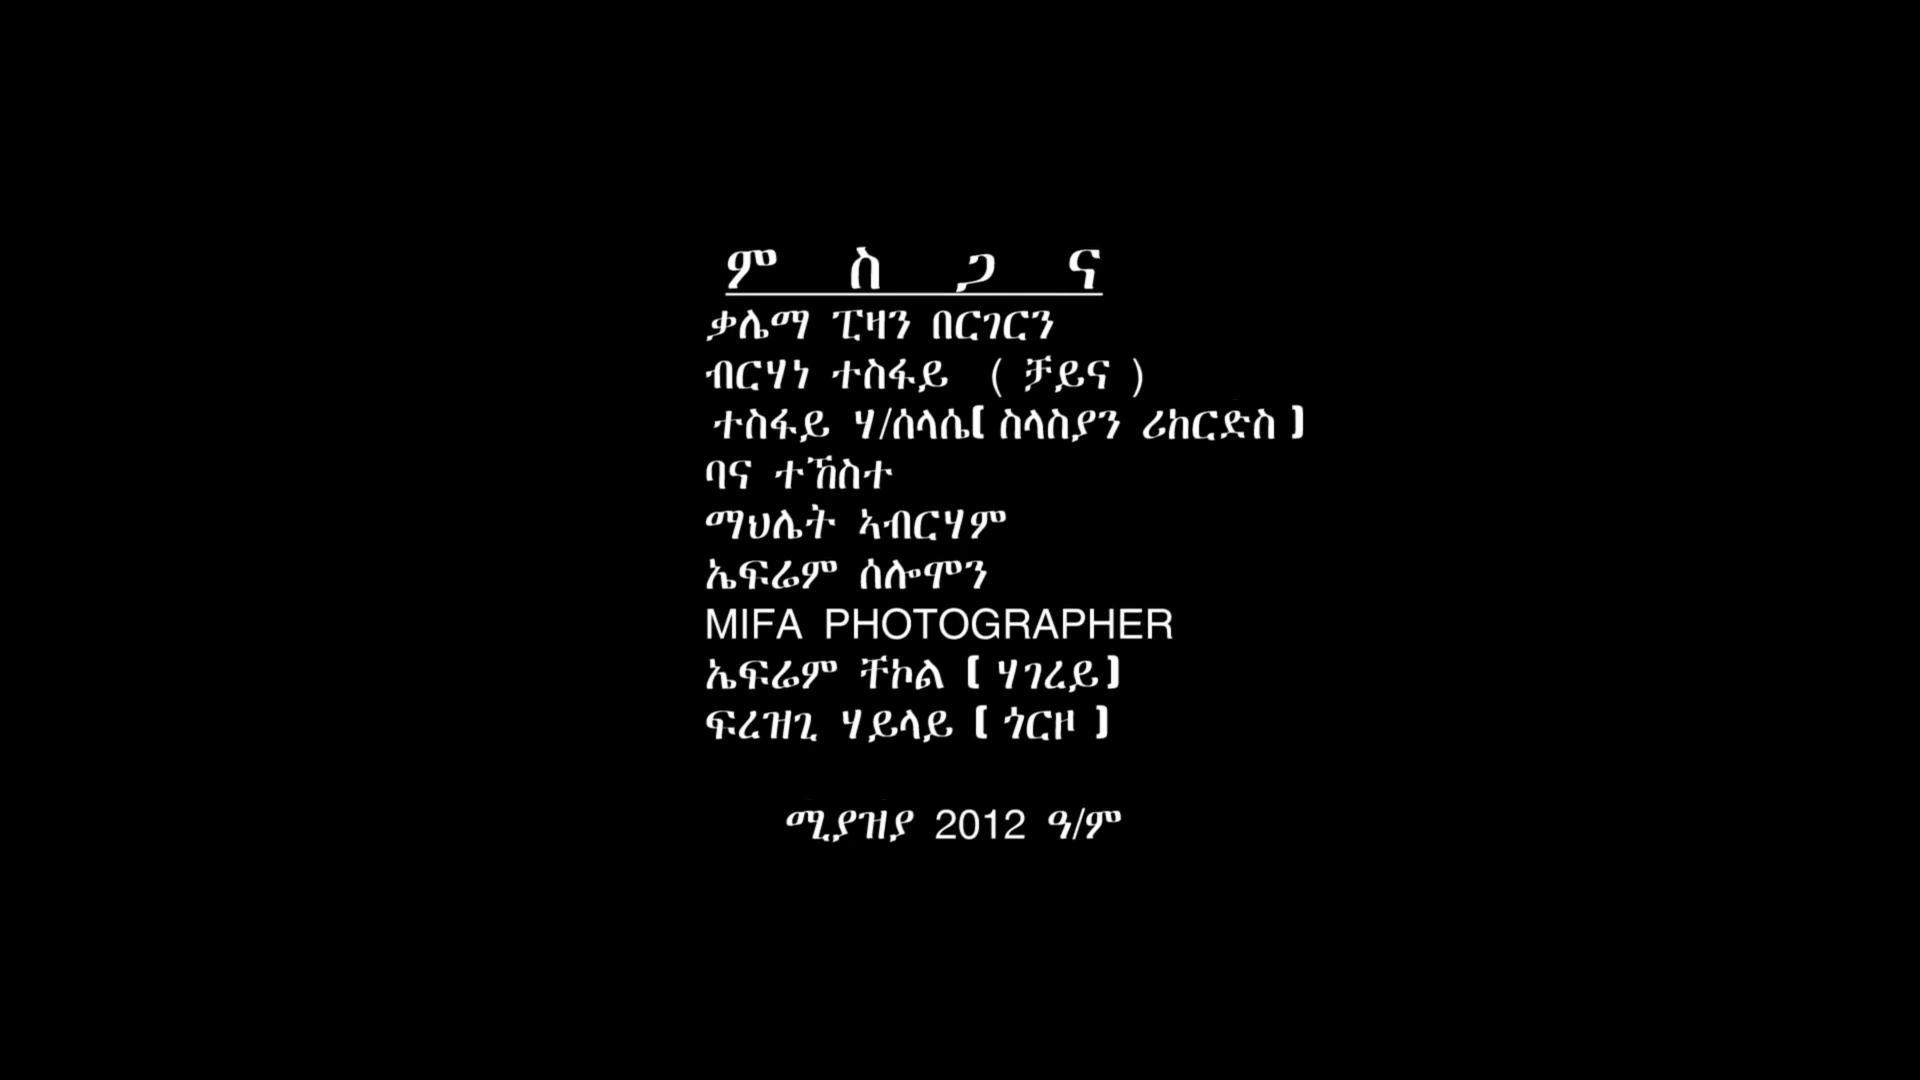 ም ስ ጋ ና
ቃሌማ ፒዛን በርገርን
ብርሃነ ተስፋይ ( ቻይና )
ተስፋይ ሃ/ሰላሴ[ ስላስያን ሪከርድስ ]
ባና ተኸስተ
ማህሌት ኣብርሃም
ኤፍሬም ሰሎሞን
MIFA PHOTOGRAPHER
ኤፍሬም ቸኮል [ ሃገረይ]
ፍረዝጊ ሃይላይ [ ጎርዞ ]
ሚያዝያ 2012 ዓ/ም